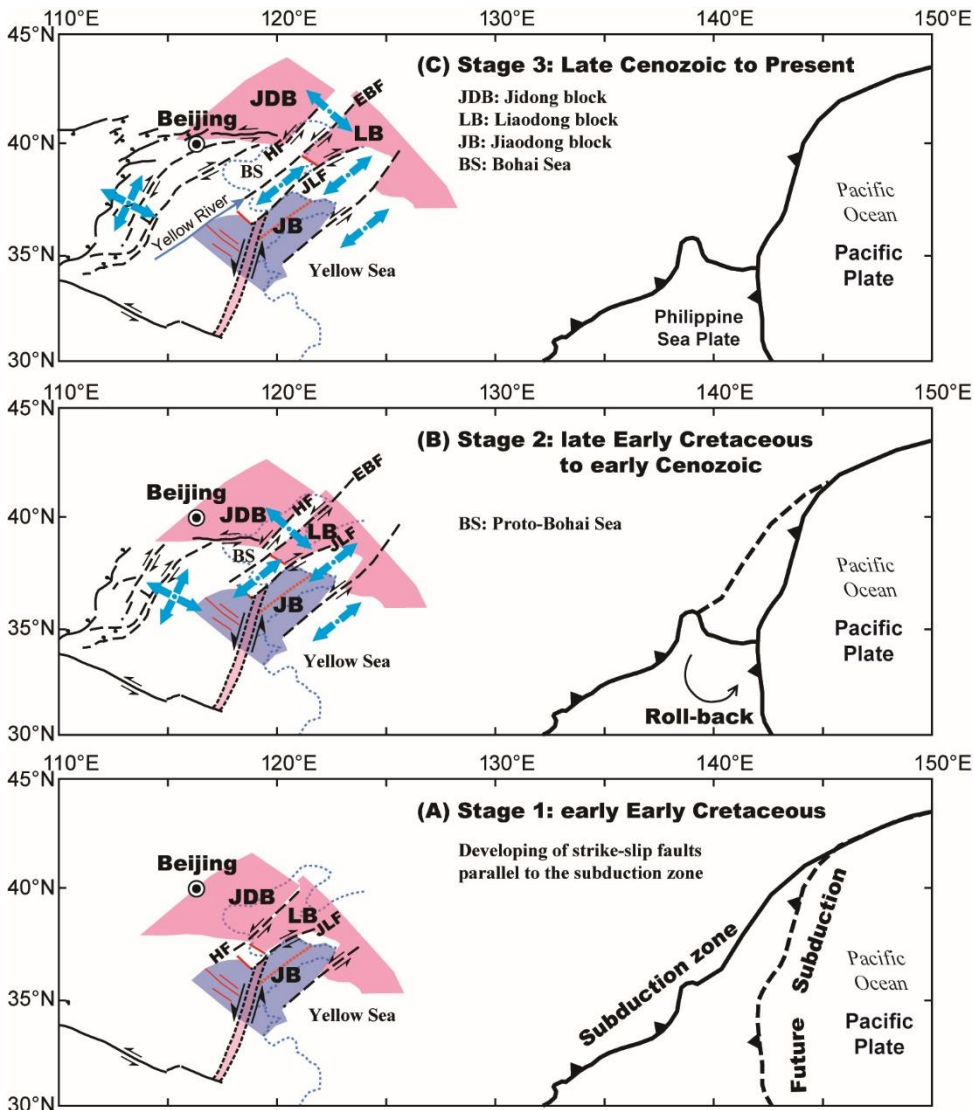 45°N
110°E
120°E
130°E
140°E
150°E
(C) Stage 3: Late Cenozoic to Present
JDB: Jidong block
LB: Liaodong block
JB: Jiaodong block
BS: Bohai Sea
JDB
EBF
Beijing
LB
40°N
HF
BS
JLF
Pacific
Ocean
Pacific
Plate
Yellow River
JB
35°N
Yellow Sea
Philippine
Sea Plate
30°N
110°E
120°E
130°E
140°E
150°E
45°N
(B) Stage 2: late Early Cretaceous
to early Cenozoic
EBF
Beijing
HF
JDB
40°N
LB
BS: Proto-Bohai Sea
JLF
BS
Pacific
Ocean
Pacific
Plate
JB
35°N
Yellow Sea
Roll-back
30°N
110°E
120°E
130°E
140°E
150°E
45°N
(A) Stage 1: early Early Cretaceous
Developing of strike-slip faults
parallel to the subduction zone
Beijing
40°N
JDB
LB
JLF
HF
JB
Subduction zone
Future Subduction
Pacific
Ocean
Pacific
Plate
35°N
Yellow Sea
30°N